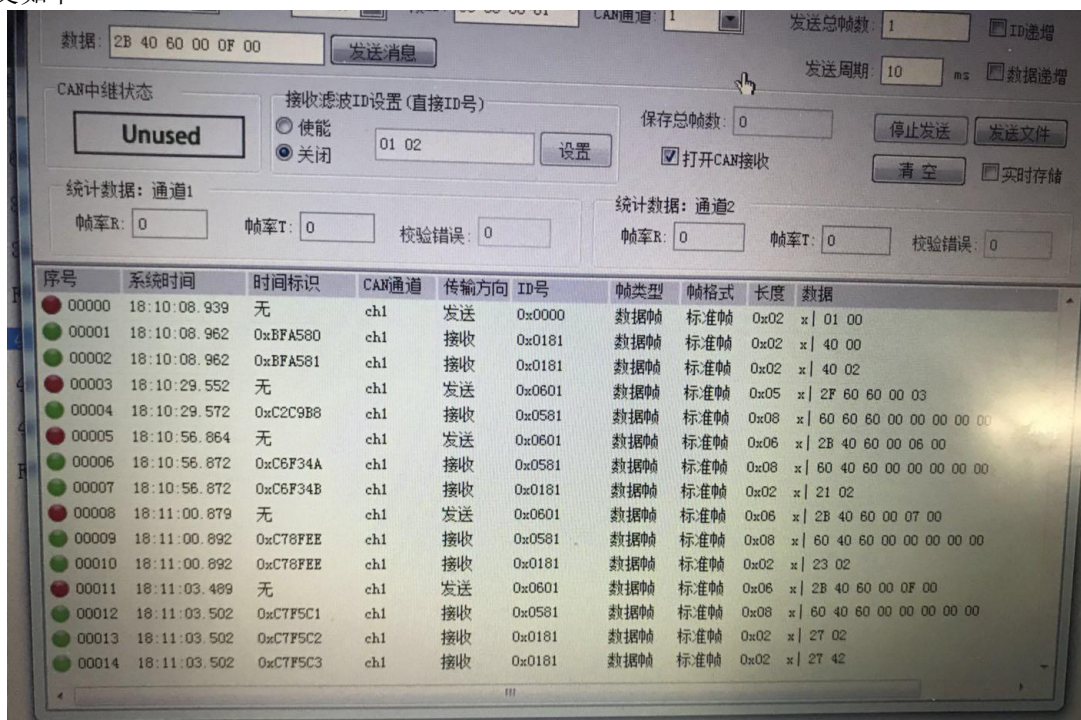 CAN通道: 1
发送总帧数: 1 ID递增
数据: 2B 40 60 00 0F 00 发送消息
发送周期: 10 ms 数据递增
CAN中继状态
Unused
接收滤波ID设置(直接ID号)
使能
关闭
01 02 设置
保存总帧数: 0
打开CAN接收
停止发送 发送文件
清空 实时存储
统计数据: 通道1
帧率R: 0 帧率T: 0 校验错误: 0
统计数据: 通道2
帧率R: 0 帧率T: 0 校验错误: 0
序号 系统时间 时间标识 CAN通道 传输方向 ID号 帧类型 帧格式 长度 数据
00000 18:10:08.939 无 ch1 发送 0x0000 数据帧 标准帧 0x02 x| 01 00
00001 18:10:08.962 0xBFA580 ch1 接收 0x0181 数据帧 标准帧 0x02 x| 40 00
00002 18:10:08.962 0xBFA581 ch1 接收 0x0181 数据帧 标准帧 0x02 x| 40 02
00003 18:10:29.552 无 ch1 发送 0x0601 数据帧 标准帧 0x05 x| 2F 60 60 00 03
00004 18:10:29.572 0xC2C9B8 ch1 接收 0x0581 数据帧 标准帧 0x08 x| 60 60 60 00 00 00 00 00
00005 18:10:56.864 无 ch1 发送 0x0601 数据帧 标准帧 0x06 x| 2B 40 60 00 06 00
00006 18:10:56.872 0xC6F34A ch1 接收 0x0581 数据帧 标准帧 0x08 x| 60 40 60 00 00 00 00 00
00007 18:10:56.872 0xC6F34B ch1 接收 0x0181 数据帧 标准帧 0x02 x| 21 02
00008 18:11:00.879 无 ch1 发送 0x0601 数据帧 标准帧 0x06 x| 2B 40 60 00 07 00
00009 18:11:00.892 0xC78FEE ch1 接收 0x0581 数据帧 标准帧 0x08 x| 60 40 60 00 00 00 00 00
00010 18:11:00.892 0xC78FEE ch1 接收 0x0181 数据帧 标准帧 0x02 x| 23 02
00011 18:11:03.489 无 ch1 发送 0x0601 数据帧 标准帧 0x06 x| 2B 40 60 00 0F 00
00012 18:11:03.502 0xC7F5C1 ch1 接收 0x0581 数据帧 标准帧 0x08 x| 60 40 60 00 00 00 00 00
00013 18:11:03.502 0xC7F5C2 ch1 接收 0x0181 数据帧 标准帧 0x02 x| 27 02
00014 18:11:03.502 0xC7F5C3 ch1 接收 0x0181 数据帧 标准帧 0x02 x| 27 42